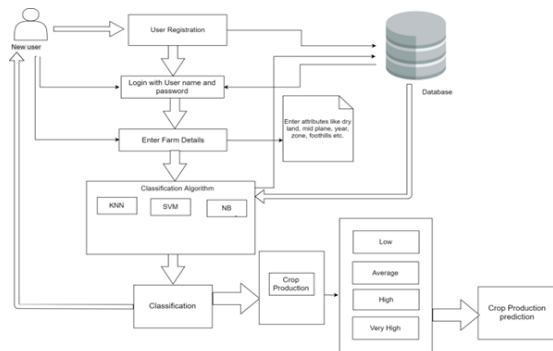 New user
User Registration
Database
Login with User name and
password
Enter Farm Details
Enter attributes like dry
land, mid plane, year,
zone, foothills etc.
Classification Algorithm
KNN
SVM
NB
Classification
Crop
Production
Low
Average
High
Very High
Crop Production
prediction